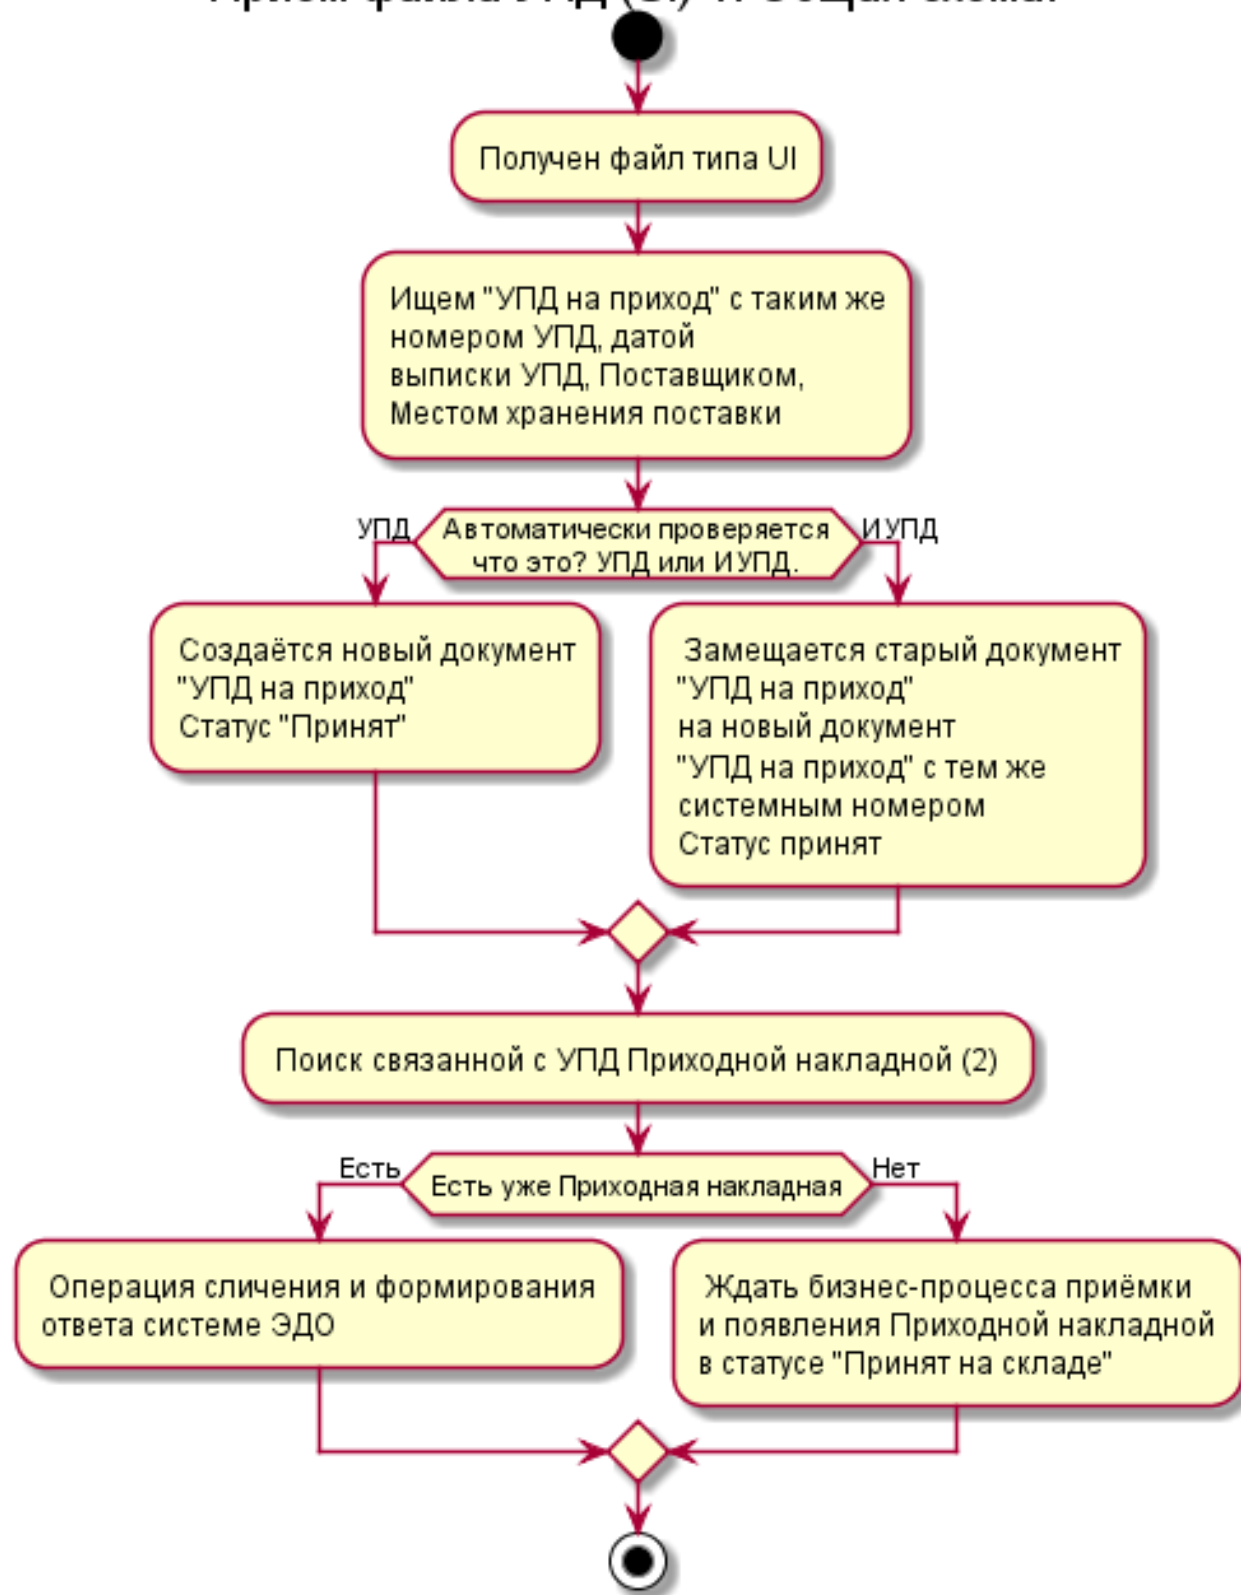 Получен файл типа UI
Ищем "УПД на приход" с таким же
номером УПД, датой
выписки УПД, Поставщиком,
Местом хранения поставки
УПД
Автоматически проверяется
что это? УПД или ИУПД.
ИУПД
Создаётся новый документ
"УПД на приход"
Статус "Принят"
Замещается старый документ
"УПД на приход"
на новый документ
"УПД на приход" с тем же
системным номером
Статус принят
Поиск связанной с УПД Приходной накладной (2)
Есть
Есть уже Приходная накладная
Нет
Операция сличения и формирования
ответа системе ЭДО
Ждать бизнес-процесса приёмки
и появления Приходной накладной
в статусе "Принят на складе"